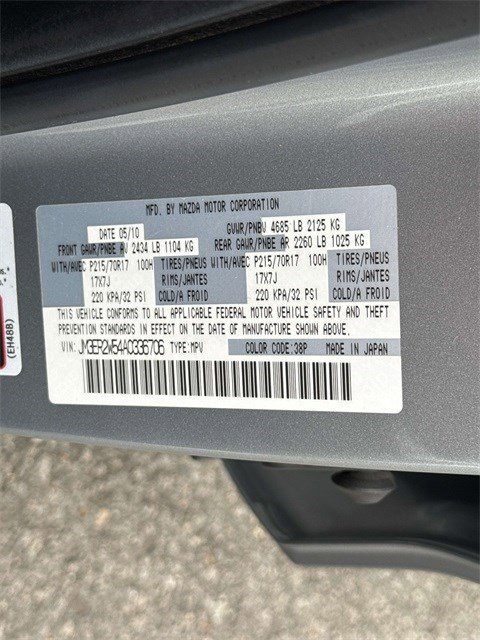 MFD. BY MAZDA MOTOR CORPORATION
DATE 05/10 GVWR/PNBV 4685 LB 2125 KG
FRONT GAWR/PNBE AV 2434 LB 1104 KG REAR GAWR/PNBE AR 2260 LB 1025 KG
WITH/AVEC P215/70R17 100H TIRES/PNEUS WITH/AVEC P215/70R17 100H TIRES/PNEUS
17X7J RIMS/JANTES 17X7J RIMS/JANTES
220 KPA/32 PSI COLD/A FROID 220 KPA/32 PSI COLD/A FROID
THIS VEHICLE CONFORMS TO ALL APPLICABLE FEDERAL MOTOR VEHICLE SAFETY AND THEFT
PREVENTION STANDARDS IN EFFECT ON THE DATE OF MANUFACTURE SHOWN ABOVE.
VIN: JM3ER2W54A0336706 TYPE:MPV COLOR CODE:38P MADE IN JAPAN
(EH48B)